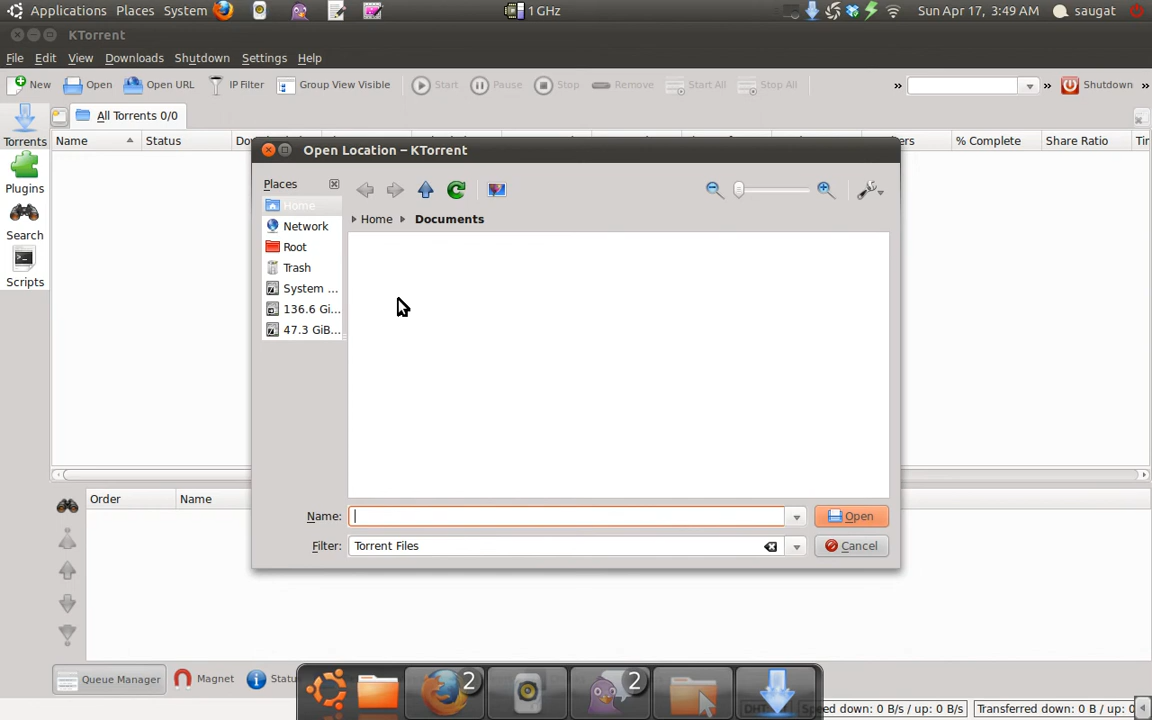 Applications Places System 1 GHz Sun Apr 17, 3:49 AM saugat
KTorrent
File Edit View Downloads Shutdown Settings Help
New Open Open URL IP Filter Group View Visible Start Pause Stop Remove Start All Stop All » » Shutdown »
Torrents
Plugins
Search
Scripts
All Torrents 0/0
Name Status % Complete Share Ratio
Open Location – KTorrent
Places
Home
Network
Root
Trash
System ...
136.6 Gi...
47.3 GiB...
Home Documents
Name: Open
Filter: Torrent Files Cancel
Order Name
Queue Manager Magnet
2 2
Speed down: 0 B/s / up: 0 B/s Transferred down: 0 B / up: 0